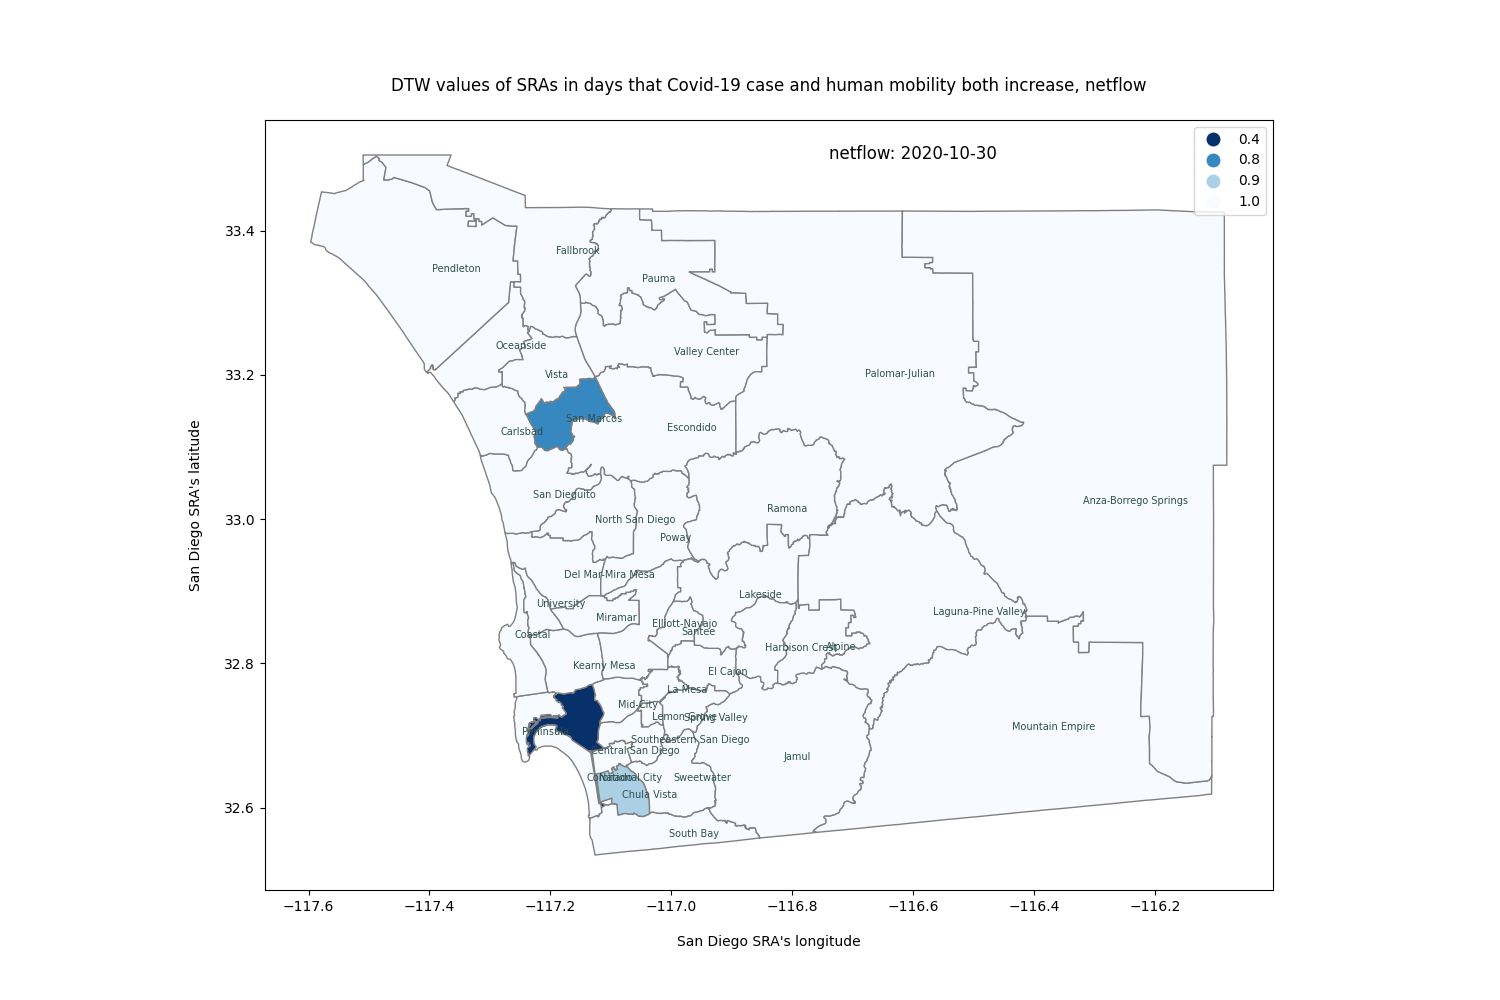 DTW values of SRAs in days that Covid-19 case and human mobility both increase, netflow
netflow: 2020-10-30
0.4
0.8
0.9
1.0
33.4
33.2
33.0
32.8
32.6
San Diego SRA's latitude
Fallbrook
Pendleton
Pauma
Oceanside
Valley Center
Vista
Palomar-Julian
San Marcos
Carlsbad
Escondido
San Dieguito
Anza-Borrego Springs
Ramona
North San Diego
Poway
Del Mar-Mira Mesa
Lakeside
University
Laguna-Pine Valley
Miramar
Elliott-Navajo
Santee
Coastal
Harbison Crest
Alpine
Kearny Mesa
El Cajon
La Mesa
Mid-City
Lemon Grove
Spring Valley
Mountain Empire
Peninsula
Southeastern San Diego
Central San Diego
Jamul
Coronado
National City
Sweetwater
Chula Vista
South Bay
−117.6
−117.4
−117.2
−117.0
−116.8
−116.6
−116.4
−116.2
San Diego SRA's longitude